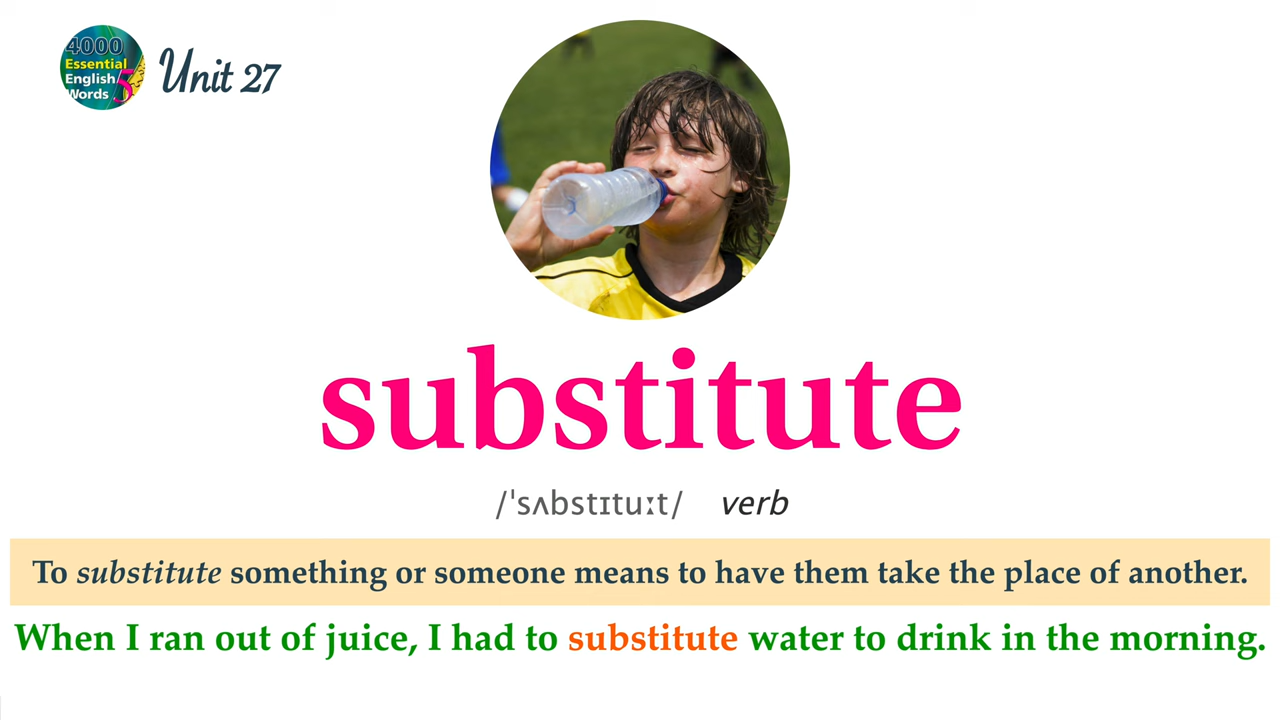 4000
Essential
English
Words 5
Unit 27
substitute
/ˈsʌbstɪtuːt/ verb
To substitute something or someone means to have them take the place of another.
When I ran out of juice, I had to substitute water to drink in the morning.